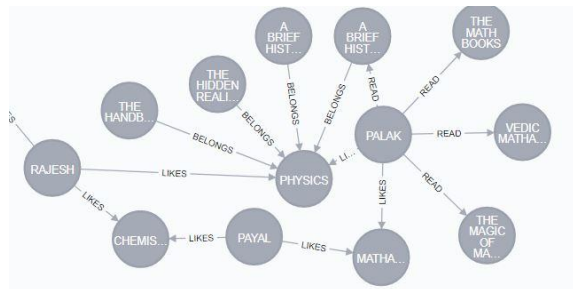 A
BRIEF
HIST...
A
BRIEF
HIST...
THE
MATH
BOOKS
THE
HIDDEN
REALI...
THE
HANDB...
BELONGS
BELONGS
BELONGS
BELONGS
READ
READ
PALAK
READ
VEDIC
MATHA...
RAJESH
LIKES
PHYSICS
LI...
READ
LIKES
LIKES
THE
MAGIC
OF
MA...
CHEMIS...
LIKES
PAYAL
LIKES
MATHA...